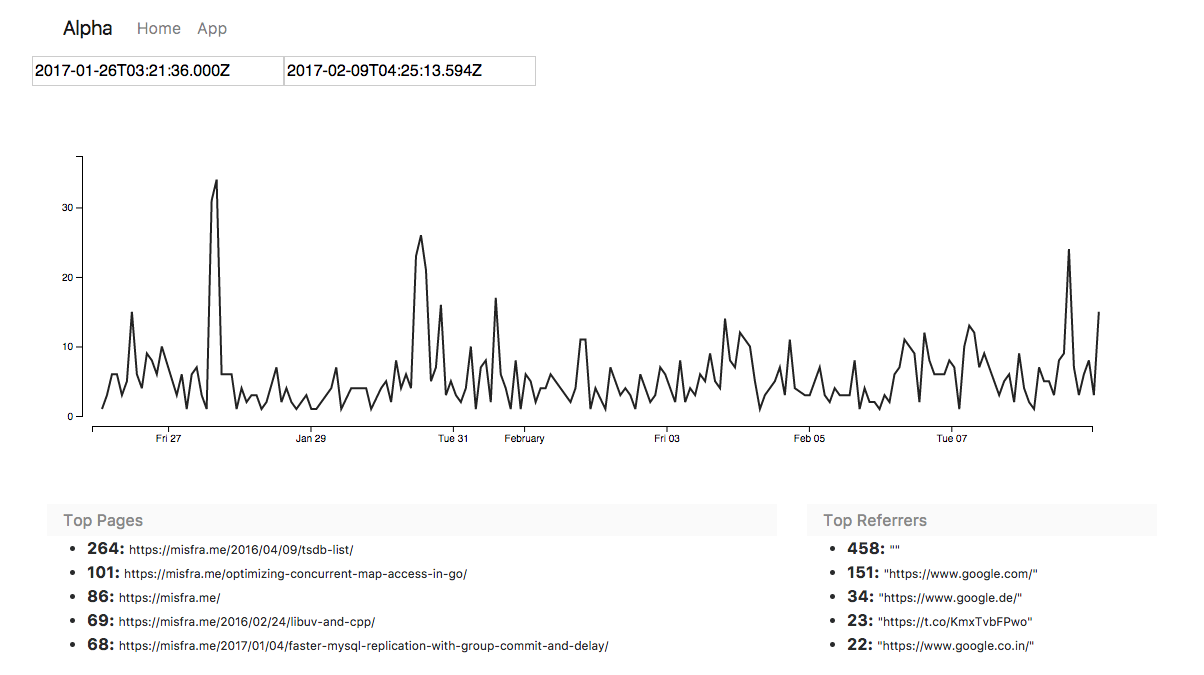 Alpha Home App
2017-01-26T03:21:36.000Z 2017-02-09T04:25:13.594Z
30
20
10
0
Fri 27 Jan 29 Tue 31 February Fri 03 Feb 05 Tue 07
Top Pages
264: https://misfra.me/2016/04/09/tsdb-list/
101: https://misfra.me/optimizing-concurrent-map-access-in-go/
86: https://misfra.me/
69: https://misfra.me/2016/02/24/libuv-and-cpp/
68: https://misfra.me/2017/01/04/faster-mysql-replication-with-group-commit-and-delay/
Top Referrers
458: ""
151: "https://www.google.com/"
34: "https://www.google.de/"
23: "https://t.co/KmxTvbFPwo"
22: "https://www.google.co.in/"